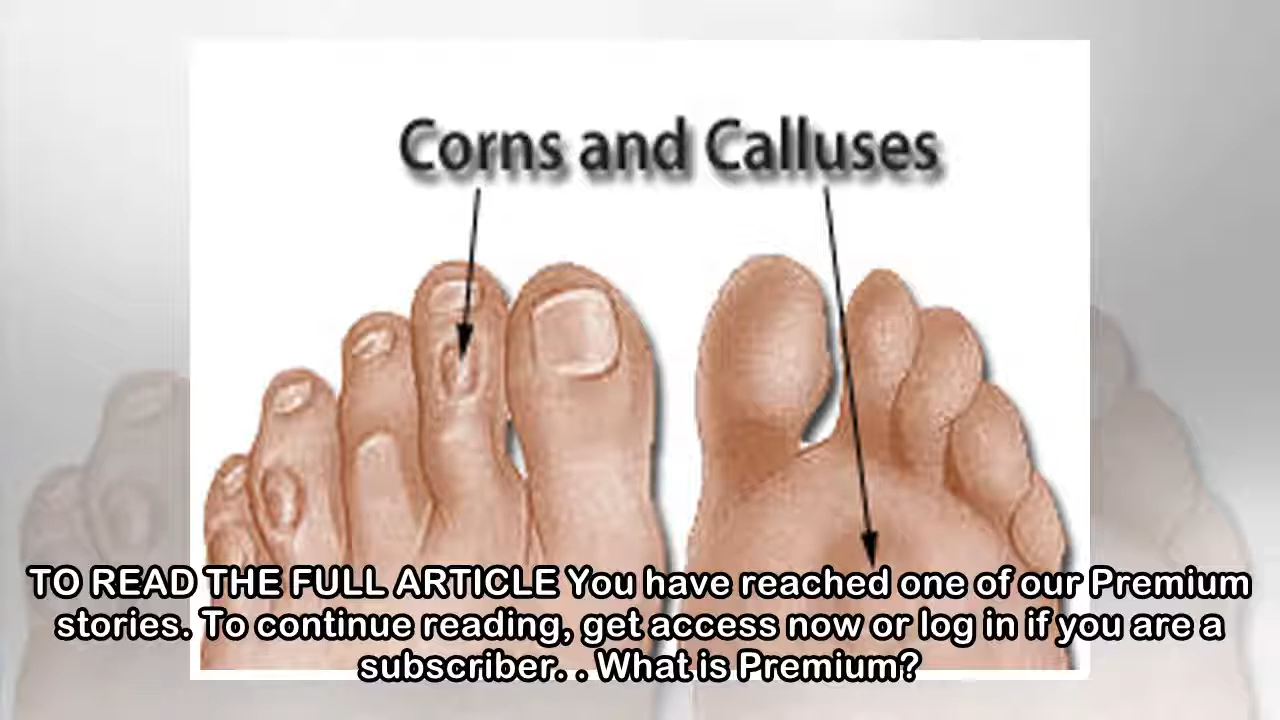 Corns and Calluses
TO READ THE FULL ARTICLE You have reached one of our Premium
stories. To continue reading, get access now or log in if you are a
subscriber. . What is Premium?